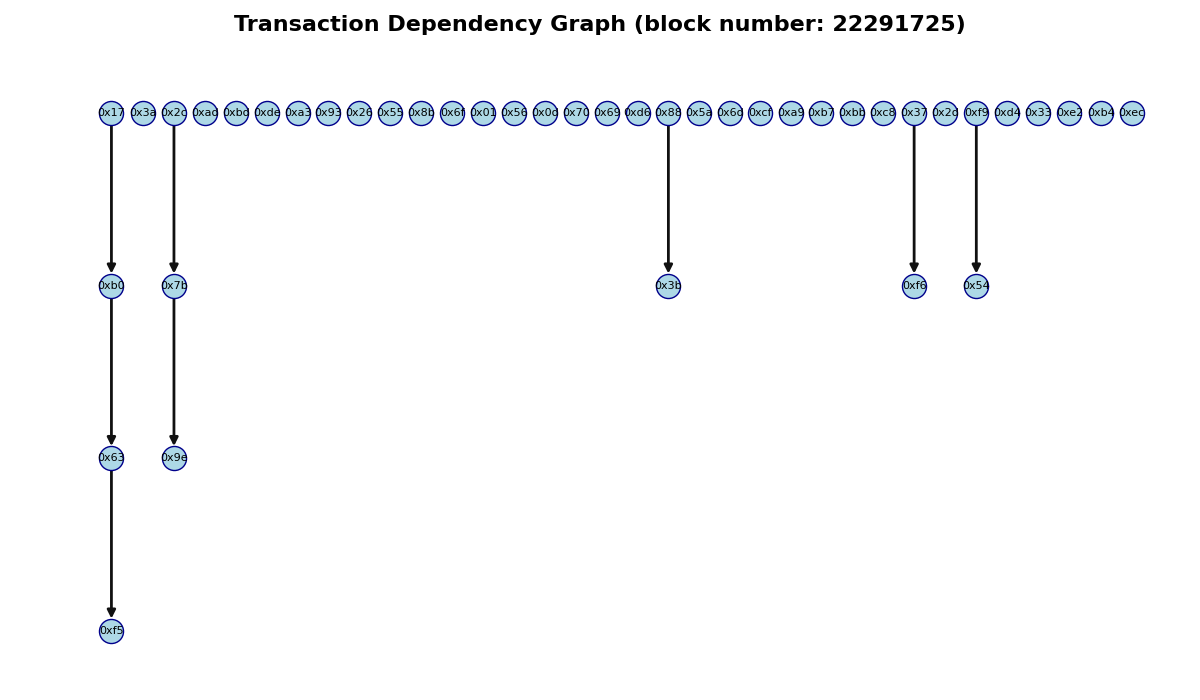 Transaction Dependency Graph (block number: 22291725)
0x17 0x3a 0x2c 0xad 0xbd 0xde 0xa3 0x93 0x26 0x55 0x8b 0x6f 0x01 0x56 0x0d 0x70 0x69 0xd6 0x88 0x5a 0x6d 0xcf 0xa9 0xb7 0xbb 0xc8 0x37 0x2d 0xf9 0xd4 0x33 0xe2 0xb4 0xec
0xb0 0x7b 0x3b 0xf6 0x54
0x63 0x9e
0xf5